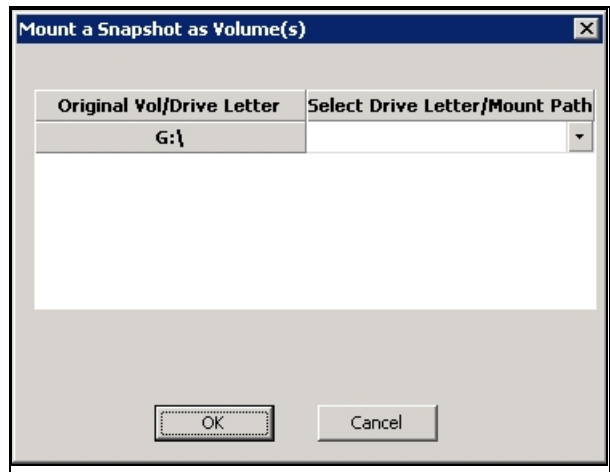 Mount a Snapshot as Volume(s)
Original Vol/Drive Letter Select Drive Letter/Mount Path
G:\
OK Cancel